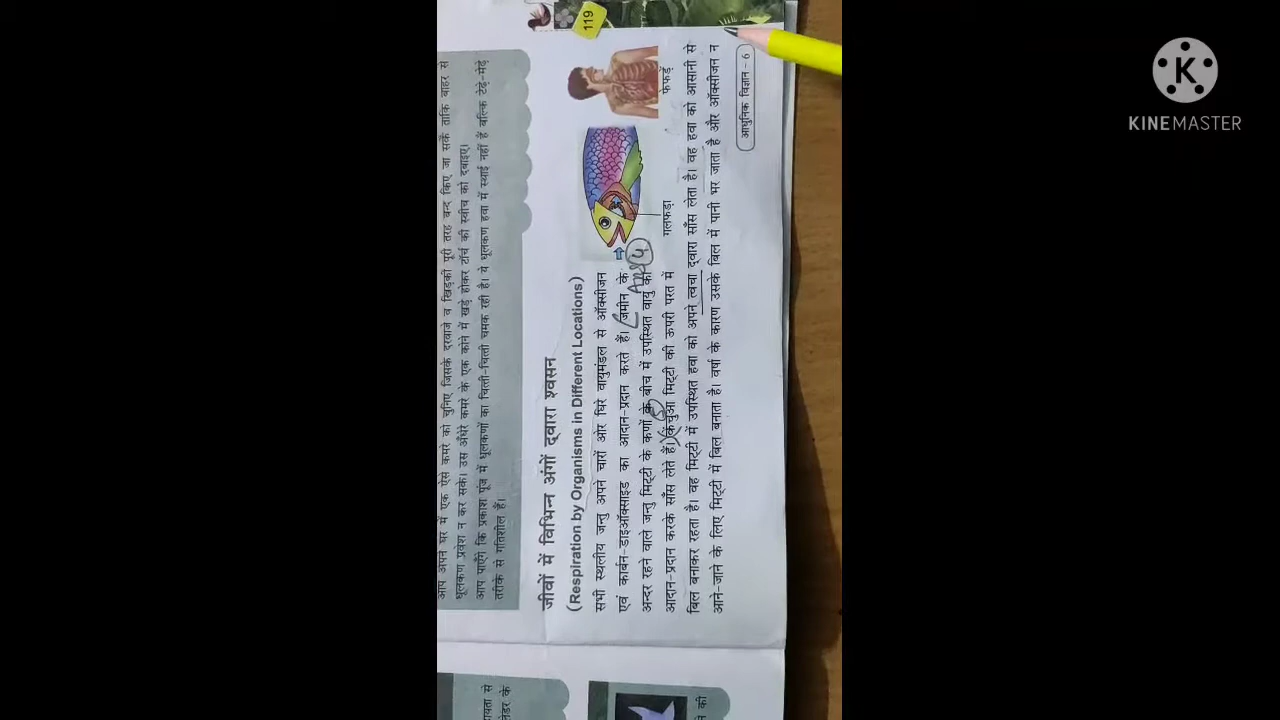 आप अपने घर में एक ऐसे कमरे को चुनिए जिसके दरवाजे व खिड़की पूरी तरह बन्द किए जा सकें ताकि बाहर से
धूलकण प्रवेश न कर सके। उस अँधेरे कमरे के एक कोने में खड़े होकर टॉर्च की स्वीच को दबाइए।
आप पाएँगे कि प्रकाश पूंज में धूलकणों का चित्ती-चित्ती चमक रही है। ये धूलकण हवा में स्थाई नहीं हैं बल्कि टेढ़े-मेढ़े
तरीके से गतिशील हैं।
जीवों में विभिन्न अंगों द्वारा श्वसन
(Respiration by Organisms in Different Locations)
सभी स्थलीय जन्तु अपने चारों ओर घिरे वायुमंडल से ऑक्सीजन
एवं कार्बन-डाइऑक्साइड का आदान-प्रदान करते हैं। जमीन के
अन्दर रहने वाले जन्तु मिट्टी के कणों के बीच में उपस्थित वायु का
आदान-प्रदान करके साँस लेते हैं। केंचुआ मिट्टी की ऊपरी परत में
बिल बनाकर रहता है। वह मिट्टी में उपस्थित हवा को अपने त्वचा द्वारा साँस लेता है। वह हवा को आसानी से
आने-जाने के लिए मिट्टी में बिल बनाता है। वर्षा के कारण उसके बिल में पानी भर जाता है और ऑक्सीजन न
गलफड़ा
फेफड़े
Ans 4
5
आधुनिक विज्ञान - 6
119
K
KINEMASTER